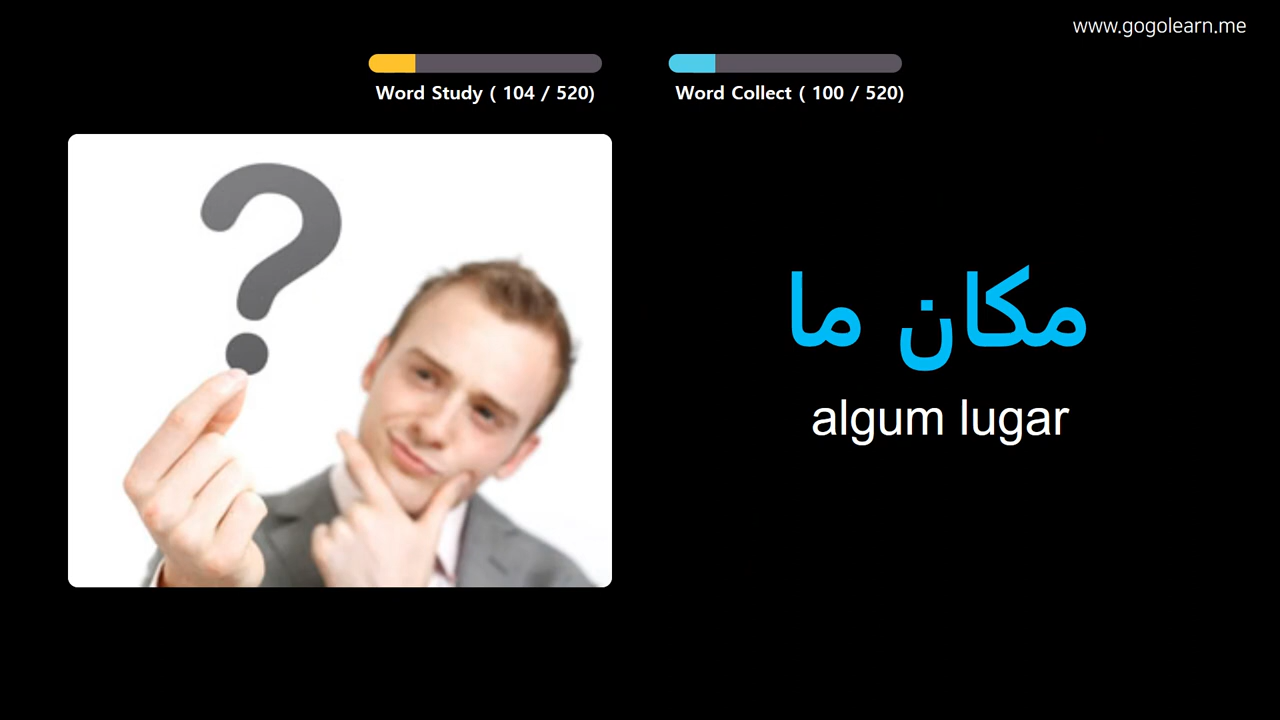 www.gogolearn.me
Word Study ( 104 / 520)
Word Collect ( 100 / 520)
?
مكان ما
algum lugar